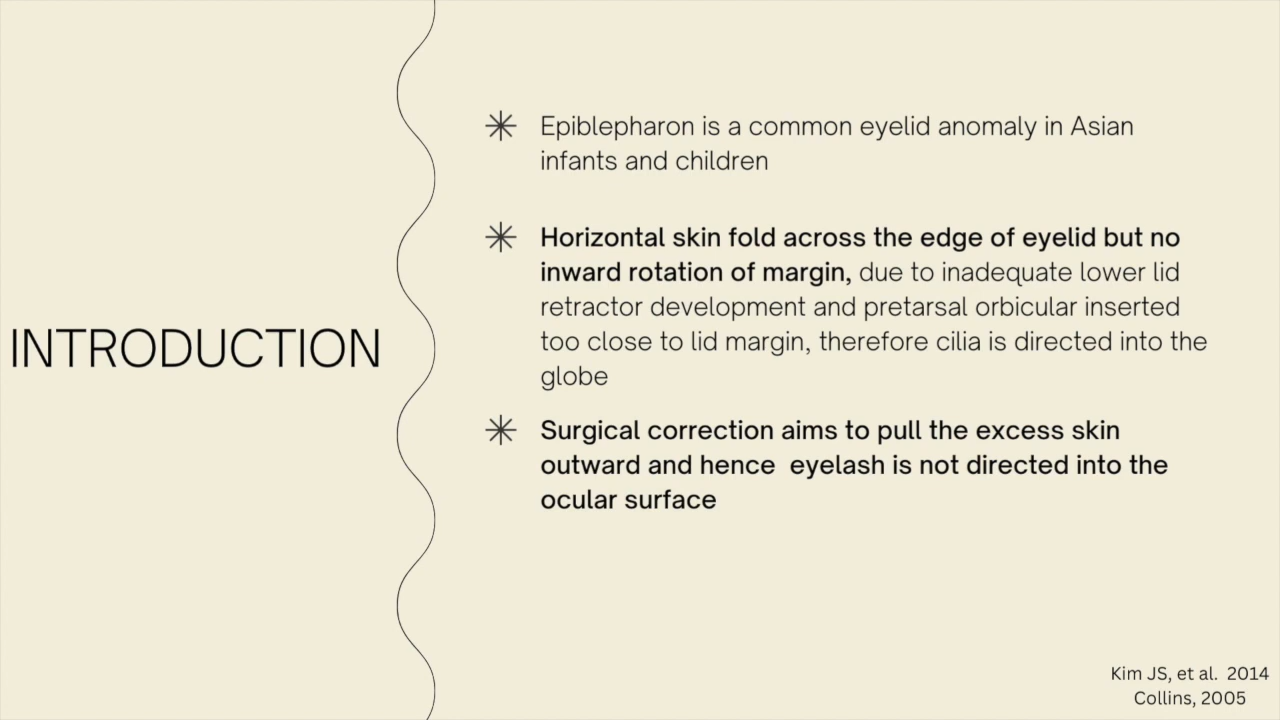 INTRODUCTION
Epiblepharon is a common eyelid anomaly in Asian
infants and children
Horizontal skin fold across the edge of eyelid but no
inward rotation of margin, due to inadequate lower lid
retractor development and pretarsal orbicular inserted
too close to lid margin, therefore cilia is directed into the
globe
Surgical correction aims to pull the excess skin
outward and hence  eyelash is not directed into the
ocular surface
Kim JS, et al.  2014
Collins, 2005